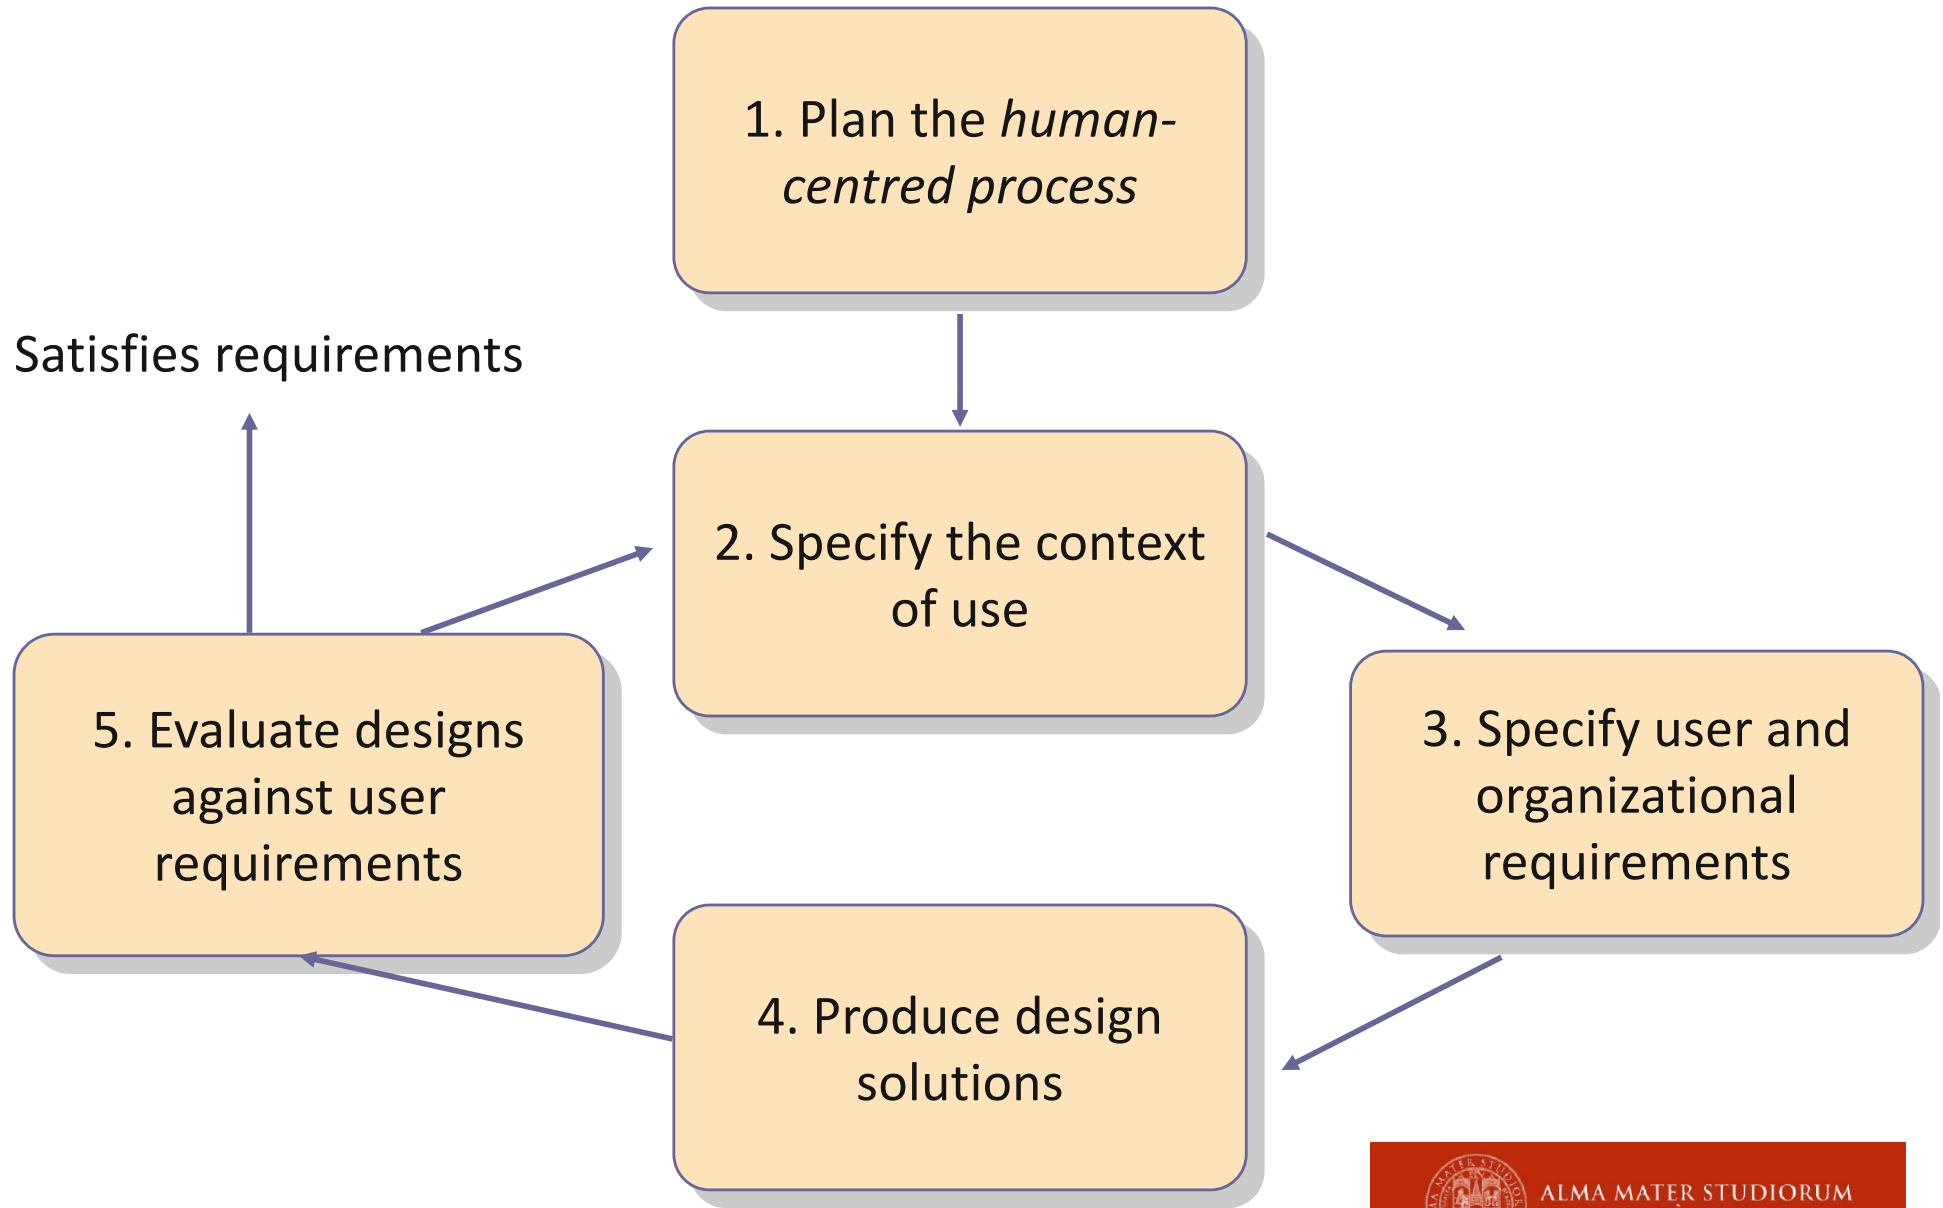 1. Plan the human-
centred process
Satisfies requirements
2. Specify the context
of use
5. Evaluate designs
against user
requirements
3. Specify user and
organizational
requirements
4. Produce design
solutions
ALMA MATER STUDIORUM